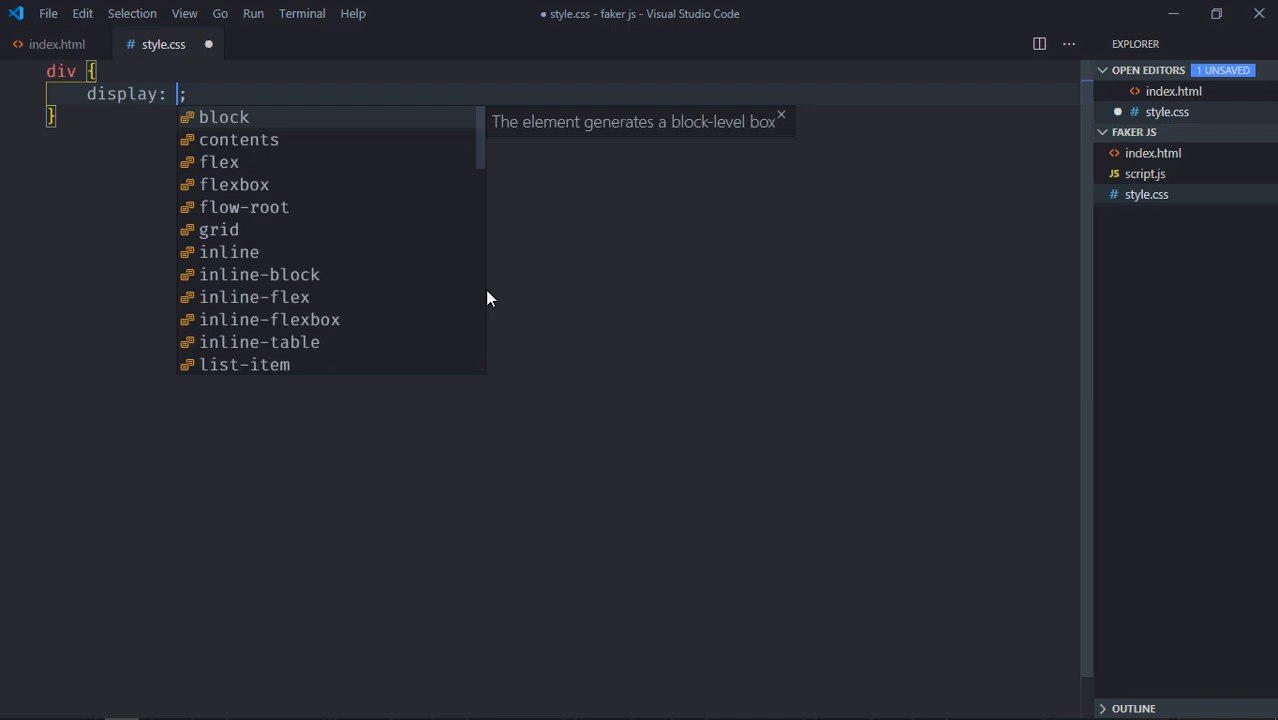 File Edit Selection View Go Run Terminal Help
● style.css - faker js - Visual Studio Code
index.html
# style.css
EXPLORER
div {
display: ;
}
block
contents
flex
flexbox
flow-root
grid
inline
inline-block
inline-flex
inline-flexbox
inline-table
list-item
The element generates a block-level box
OPEN EDITORS 1 UNSAVED
index.html
# style.css
FAKER JS
index.html
JS script.js
# style.css
OUTLINE